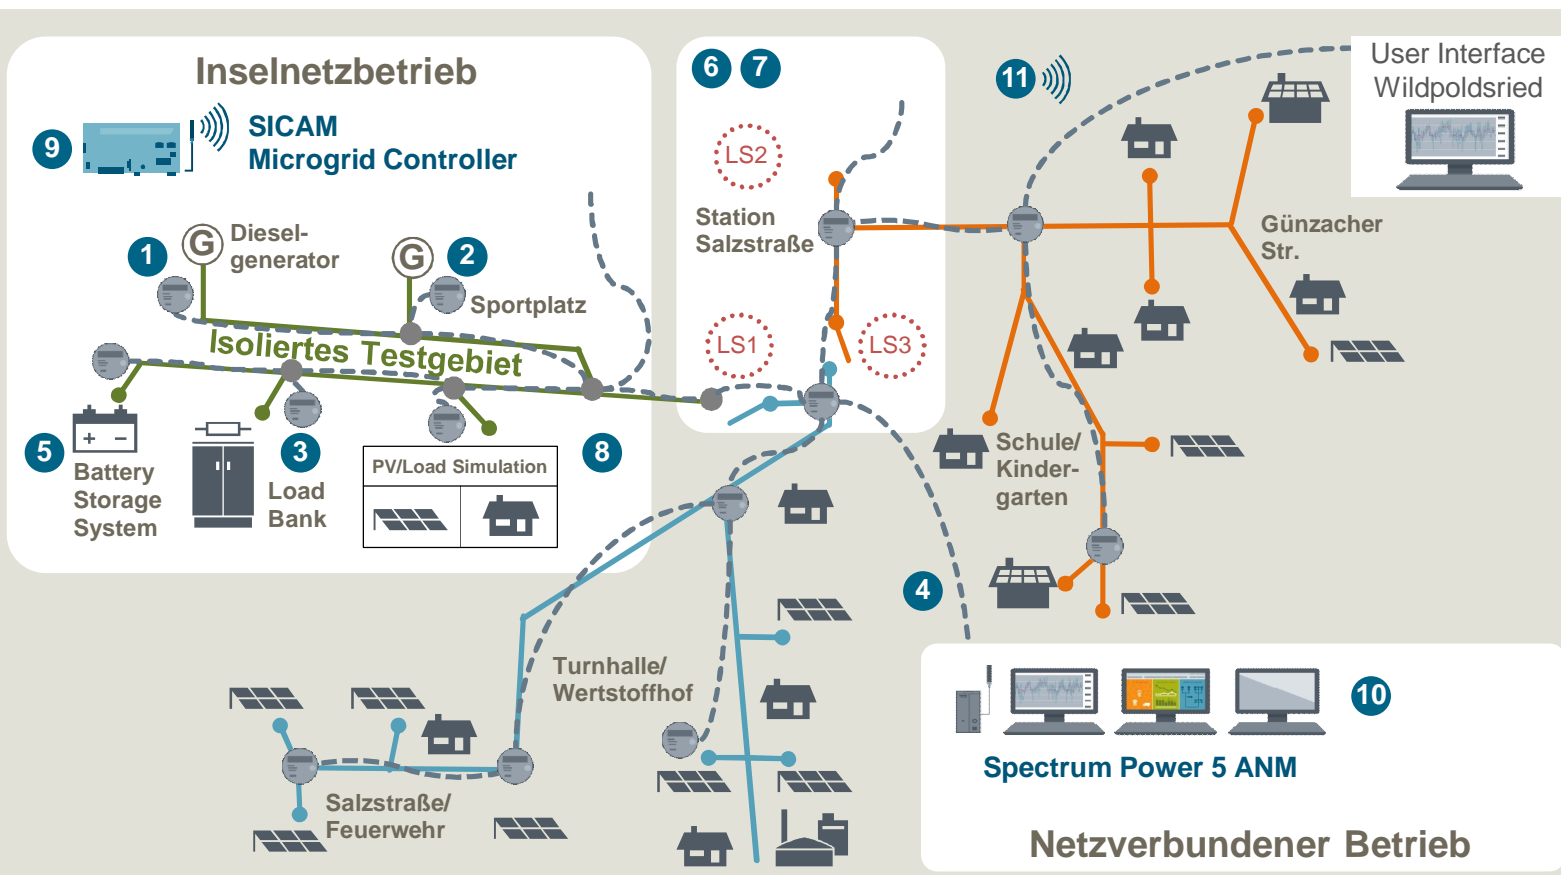 Inselnetzbetrieb
9
SICAM
Microgrid Controller
1
G
Diesel-
generator
G
2
Sportplatz
Isoliertes Testgebiet
5
+ –
Battery
Storage
System
3
Load
Bank
PV/Load Simulation
8
6
7
LS2
Station
Salzstraße
LS1
LS3
11
User Interface
Wildpoldsried
Günzacher
Str.
Schule/
Kinder-
garten
4
Turnhalle/
Wertstoffhof
Salzstraße/
Feuerwehr
10
Spectrum Power 5 ANM
Netzverbundener Betrieb